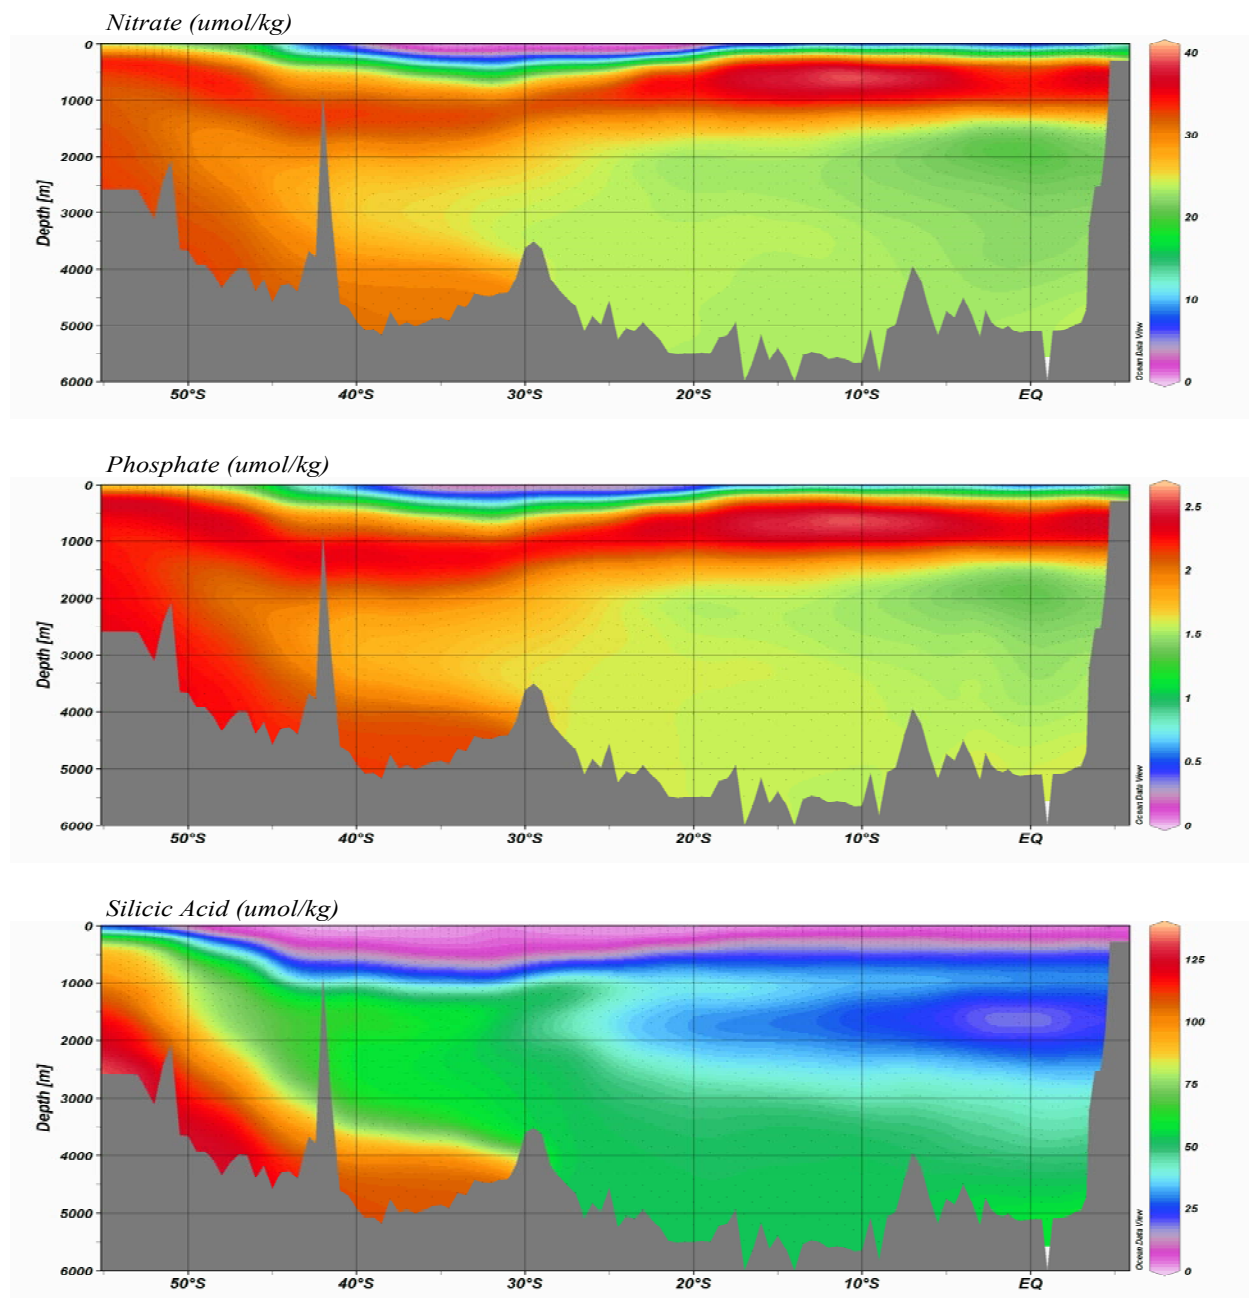 Nitrate (umol/kg)
0
1000
2000
3000
4000
5000
6000
Depth [m]
50°S
40°S
30°S
20°S
10°S
EQ
Ocean Data View
40
30
20
10
0
Phosphate (umol/kg)
0
1000
2000
3000
4000
5000
6000
Depth [m]
50°S
40°S
30°S
20°S
10°S
EQ
Ocean Data View
2.5
2
1.5
1
0.5
0
Silicic Acid (umol/kg)
0
1000
2000
3000
4000
5000
6000
Depth [m]
50°S
40°S
30°S
20°S
10°S
EQ
Ocean Data View
125
100
75
50
25
0